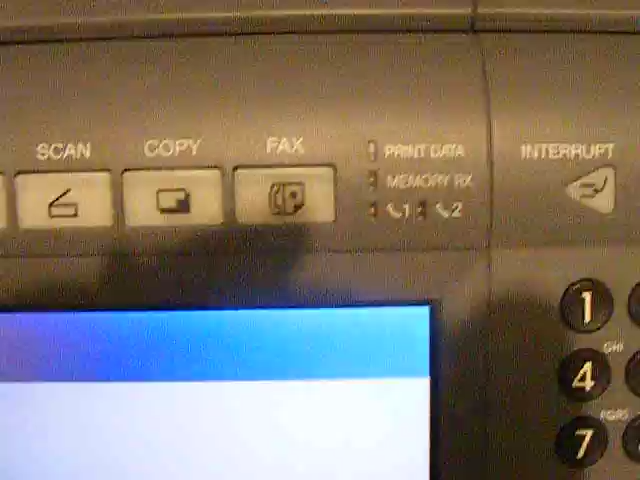 SCAN COPY FAX
PRINT DATA
MEMORY RX
1 2
INTERRUPT
1
GHI
4
PQRS
7